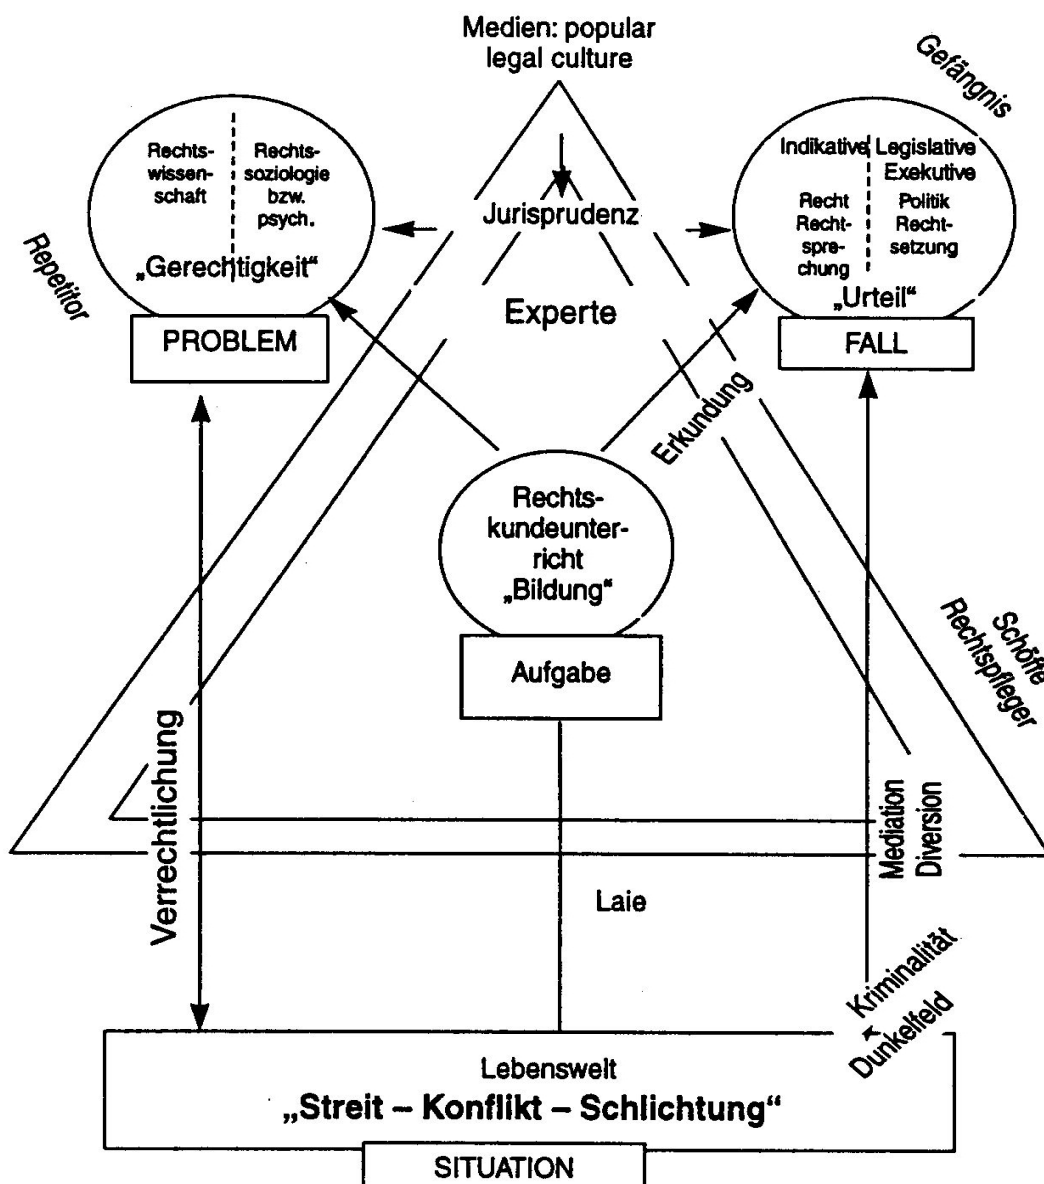 Medien: popular
legal culture
Gefängnis
Rechts-
wissen-
schaft
Rechts-
soziologie
bzw.
psych.
„Gerechtigkeit“
PROBLEM
Repetitor
Jurisprudenz
Experte
Indikative
Legislative
Exekutive
Recht
Recht-
spre-
chung
Politik
Recht-
setzung
„Urteil“
FALL
Erkundung
Rechts-
kundeunter-
richt
„Bildung“
Aufgabe
Schöffe
Rechtspfleger
Verrechtlichung
Mediation
Diversion
Laie
Kriminalität
Dunkelfeld
Lebenswelt
„Streit – Konflikt – Schlichtung“
SITUATION